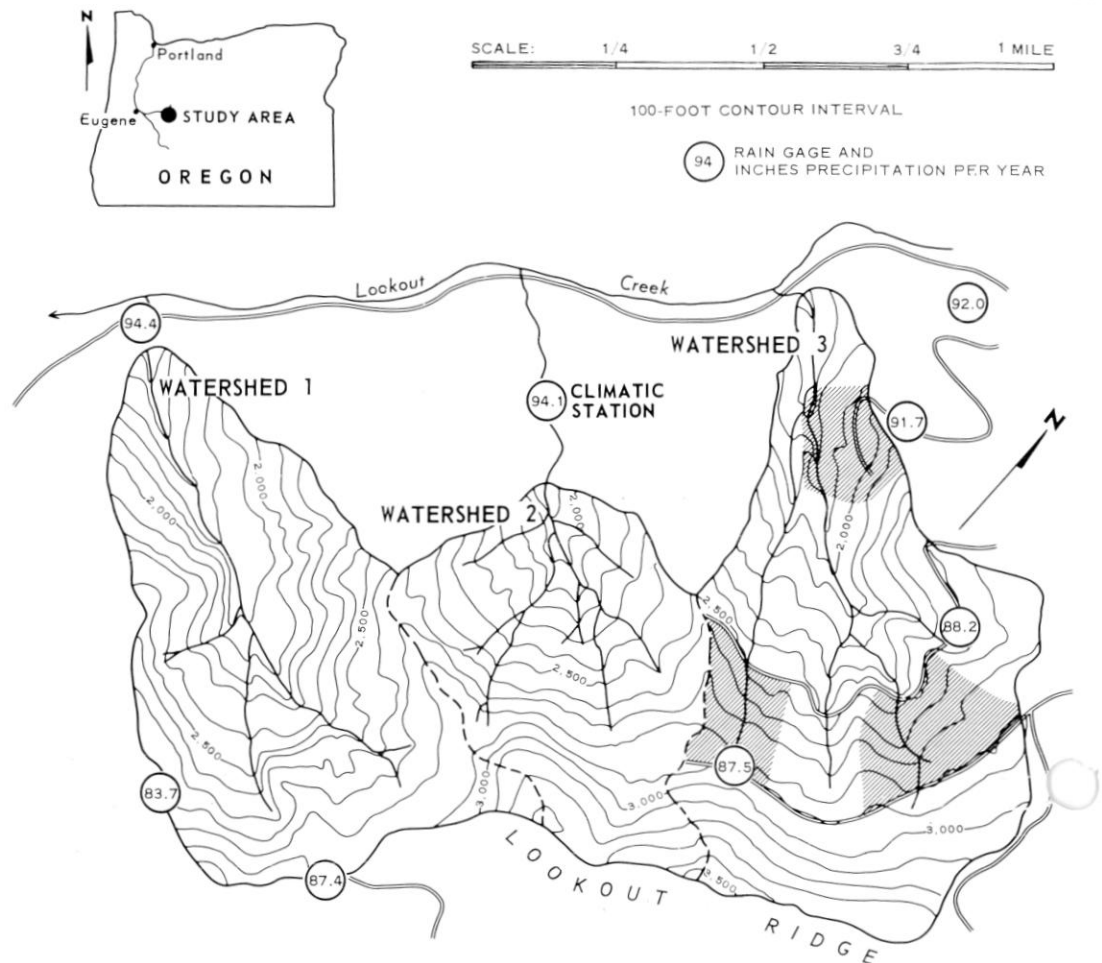 N
Portland
Eugene
STUDY AREA
OREGON
SCALE: 1/4 1/2 3/4 1 MILE
100-FOOT CONTOUR INTERVAL
94
RAIN GAGE AND
INCHES PRECIPITATION PER YEAR
Lookout Creek
94.4
92.0
WATERSHED 3
WATERSHED 1
94.1
CLIMATIC
STATION
91.7
N
2,000
2,000
WATERSHED 2
2,000
2,000
2,500
2,500
88.2
2,500
2,500
87.5
83.7
3,000
3,000
3,000
87.4
2,500
LOOKOUT RIDGE